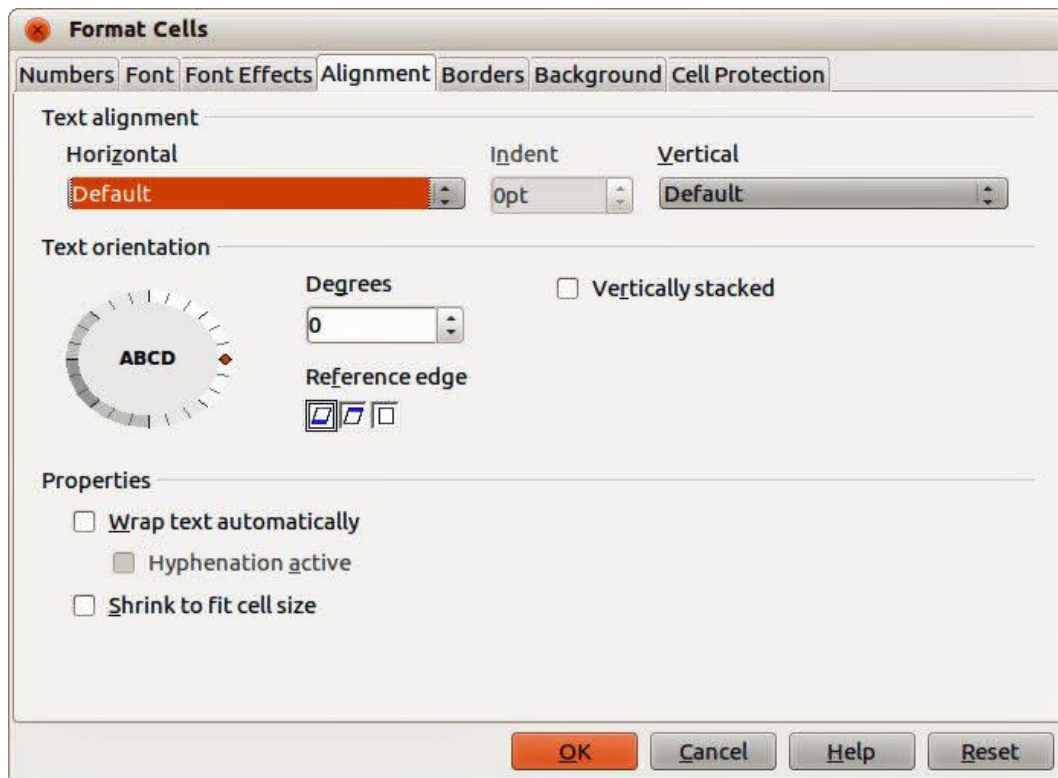 Format Cells
Numbers Font Font Effects Alignment Borders Background Cell Protection
Text alignment
Horizontal Indent Vertical
Default 0pt Default
Text orientation
Degrees
Vertically stacked
0
ABCD
Reference edge
Properties
Wrap text automatically
Hyphenation active
Shrink to fit cell size
OK Cancel Help Reset